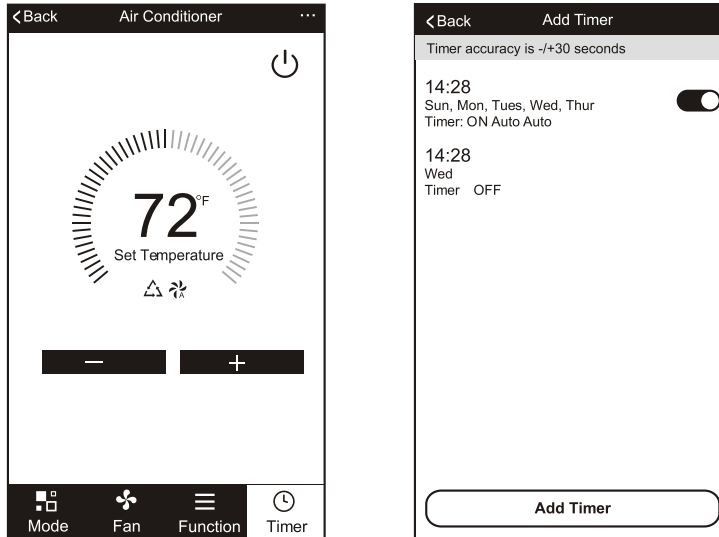 Back Air Conditioner ...
72°F
Set Temperature
A
Mode Fan Function Timer
Back Add Timer
Timer accuracy is -/+30 seconds
14:28
Sun, Mon, Tues, Wed, Thur
Timer: ON Auto Auto
14:28
Wed
Timer OFF
Add Timer